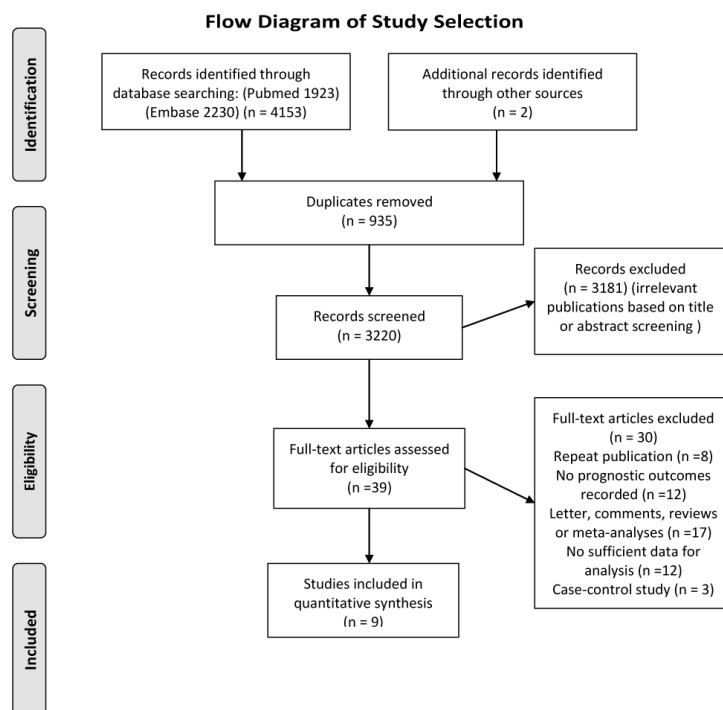 Flow Diagram of Study Selection
Identification
Records identified through
database searching: (Pubmed 1923)
(Embase 2230) (n = 4153)
Additional records identified
through other sources
(n = 2)
Duplicates removed
(n = 935)
Screening
Records screened
(n = 3220)
Records excluded
(n = 3181) (irrelevant
publications based on title
or abstract screening )
Eligibility
Full-text articles assessed
for eligibility
(n =39)
Full-text articles excluded
(n = 30)
Repeat publication (n =8)
No prognostic outcomes
recorded (n =12)
Letter, comments, reviews
or meta-analyses (n =17)
No sufficient data for
analysis (n =12)
Case-control study (n = 3)
Included
Studies included in
quantitative synthesis
(n = 9)